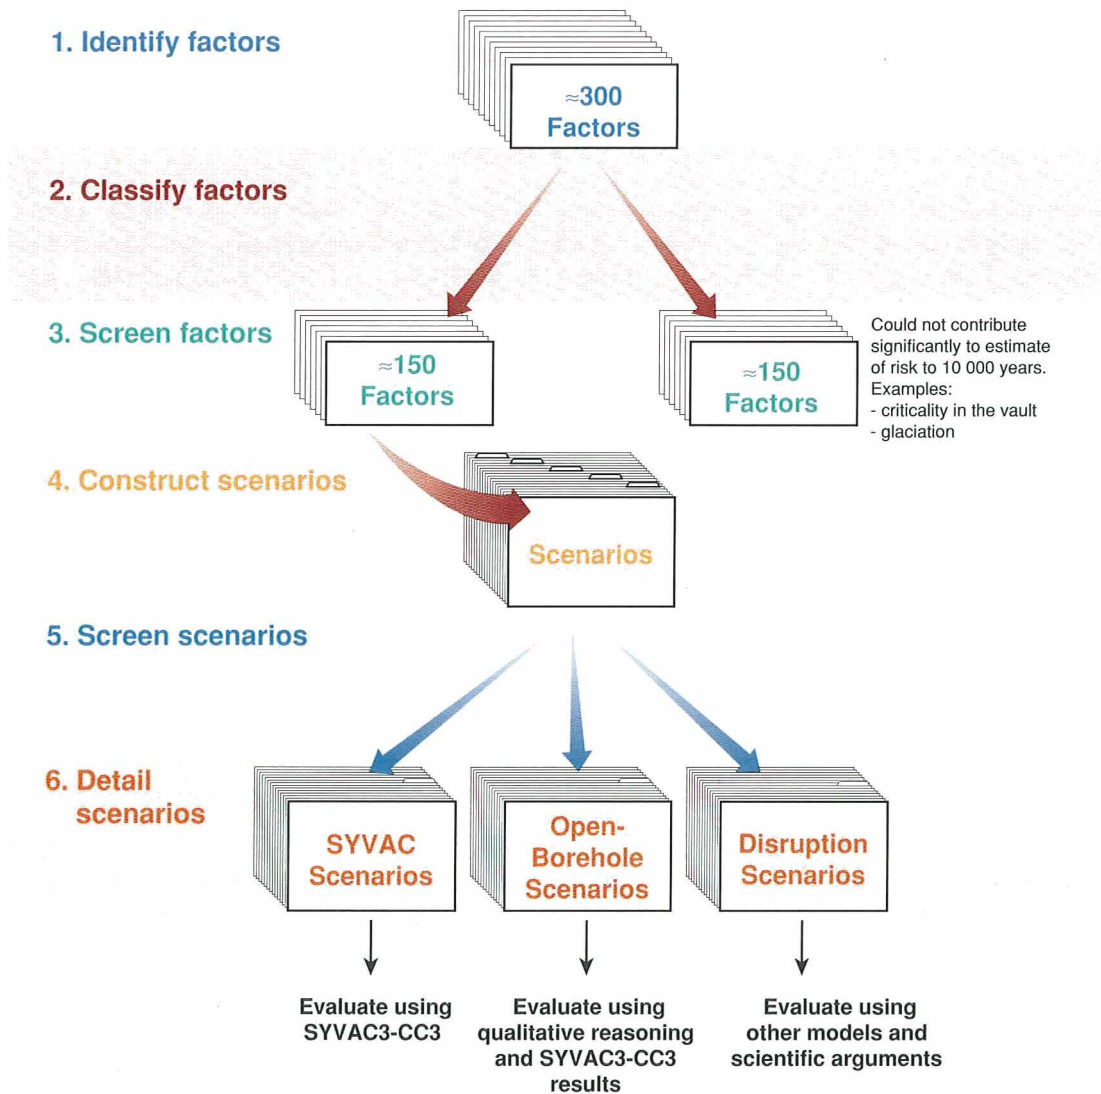 1. Identify factors
≈300
Factors
2. Classify factors
3. Screen factors
≈150
Factors
≈150
Factors
Could not contribute
significantly to estimate
of risk to 10 000 years.
Examples:
- criticality in the vault
- glaciation
4. Construct scenarios
Scenarios
5. Screen scenarios
6. Detail
scenarios
SYVAC
Scenarios
Open-
Borehole
Scenarios
Disruption
Scenarios
Evaluate using
SYVAC3-CC3
Evaluate using
qualitative reasoning
and SYVAC3-CC3
results
Evaluate using
other models and
scientific arguments